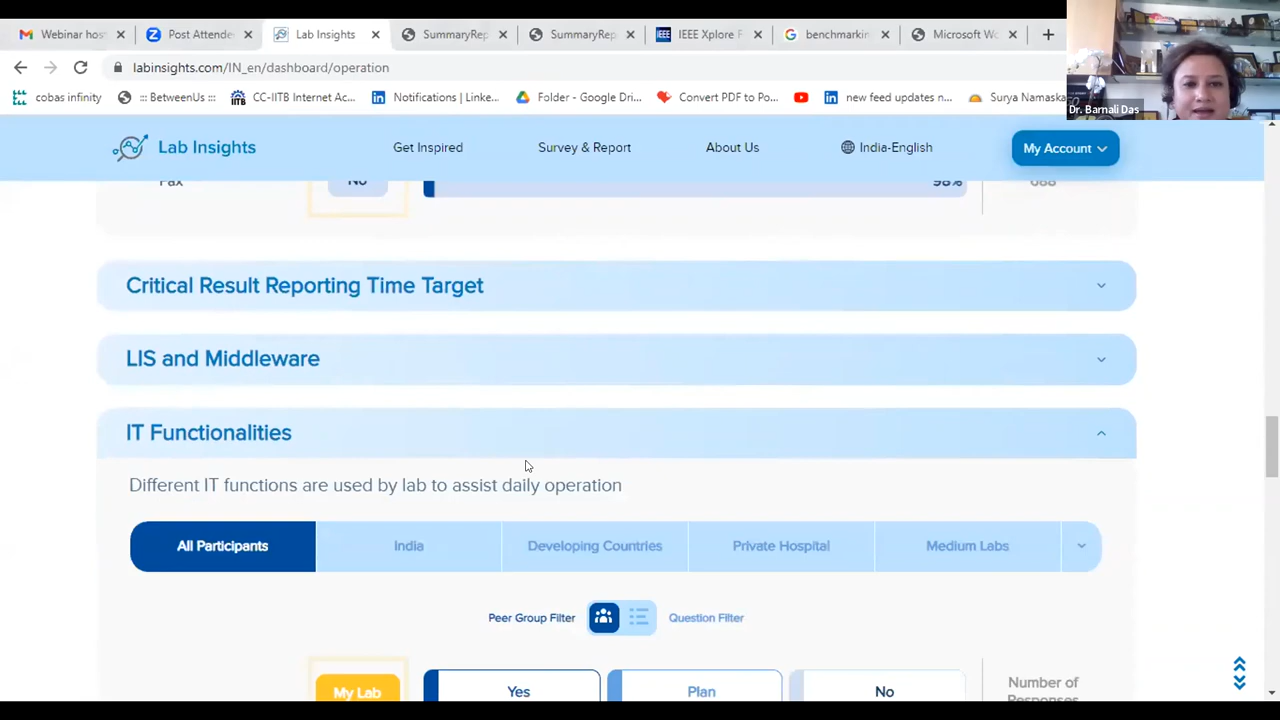 Webinar hos
Post Attende
Lab Insights
SummaryRe
SummaryRep
IEEE Xplore F
benchmarkin
Microsoft Wo
labinsights.com/IN_en/dashboard/operation
cobas infinity
::: BetweenUs :::
CC-IITB Internet Ac...
Notifications | Linke...
Folder - Google Dri...
Convert PDF to Po...
new feed updates n...
Surya Namaska
Dr. Barnali Das
Lab Insights
Get Inspired
Survey & Report
About Us
India-English
My Account
Fax
No
98%
688
Critical Result Reporting Time Target
LIS and Middleware
IT Functionalities
Different IT functions are used by lab to assist daily operation
All Participants
India
Developing Countries
Private Hospital
Medium Labs
Peer Group Filter
Question Filter
My Lab
Yes
Plan
No
Number of
Responses